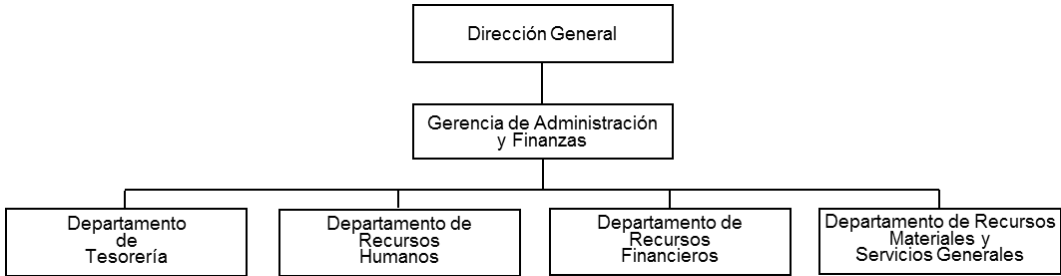 Dirección General
Gerencia de Administración
y Finanzas
Departamento
de
Tesorería
Departamento de
Recursos
Humanos
Departamento de
Recursos
Financieros
Departamento de Recursos
Materiales y
Servicios Generales